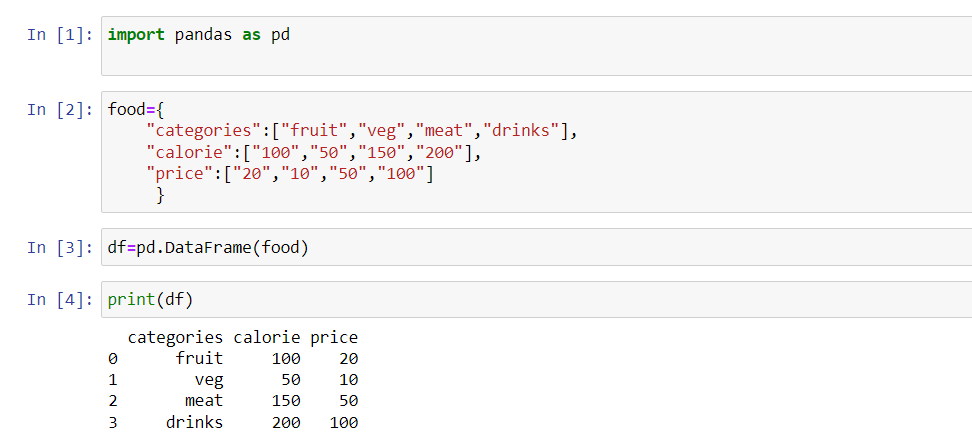 In [1]: import pandas as pd
In [2]: food={
    "categories":["fruit","veg","meat","drinks"],
    "calorie":["100","50","150","200"],
    "price":["20","10","50","100"]
     }
In [3]: df=pd.DataFrame(food)
In [4]: print(df)
  categories calorie price
0      fruit     100    20
1        veg      50    10
2       meat     150    50
3     drinks     200   100